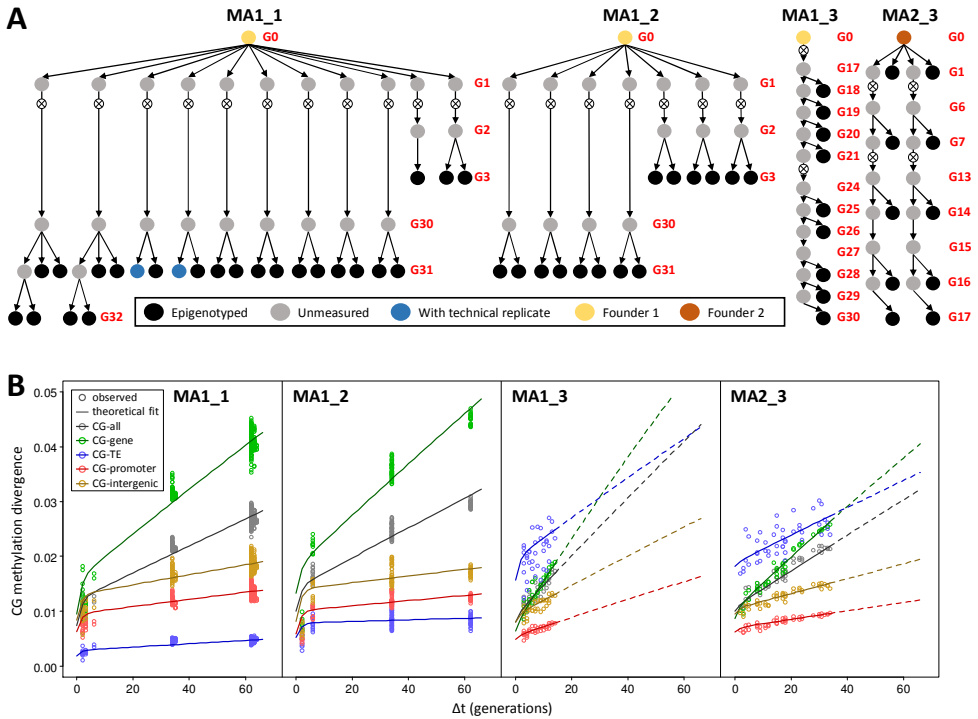 A
MA1_1
MA1_2
MA1_3
MA2_3
G0
G0
G0
G0
G1
G2
G3
G30
G31
G32
G1
G2
G3
G30
G31
G17
G18
G19
G20
G21
G24
G25
G26
G27
G28
G29
G30
G1
G6
G7
G13
G14
G15
G16
G17
Epigenotyped
Unmeasured
With technical replicate
Founder 1
Founder 2
B
MA1_1
MA1_2
MA1_3
MA2_3
observed
theoretical fit
CG-all
CG-gene
CG-TE
CG-promoter
CG-intergenic
CG methylation divergence
0.05
0.04
0.03
0.02
0.01
0.00
0 20 40 60
0 20 40 60
0 20 40 60
0 20 40 60
Δt (generations)